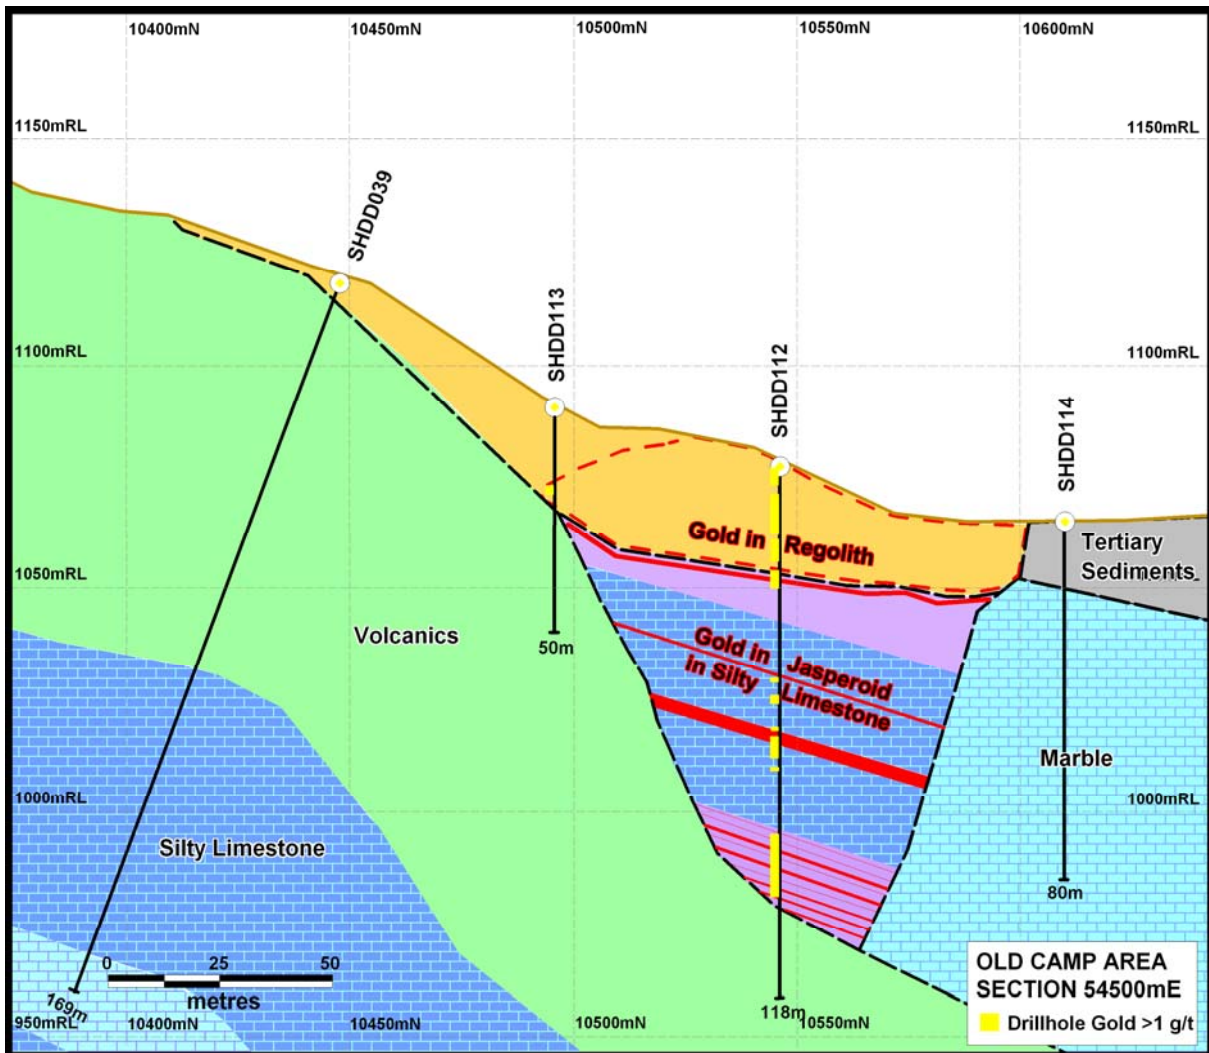 10400mN
10450mN
10500mN
10550mN
10600mN
1150mRL
1150mRL
SHDD039
SHDD113
SHDD112
SHDD114
1100mRL
1100mRL
Gold in Regolith
Tertiary
Sediments
1050mRL
Volcanics
50m
Gold in Jasperoid
in Silty Limestone
Marble
1000mRL
1000mRL
Silty Limestone
80m
0 25 50
metres
169m
118m
950mRL
10400mN
10450mN
10500mN
10550mN
OLD CAMP AREA
SECTION 54500mE
Drillhole Gold >1 g/t